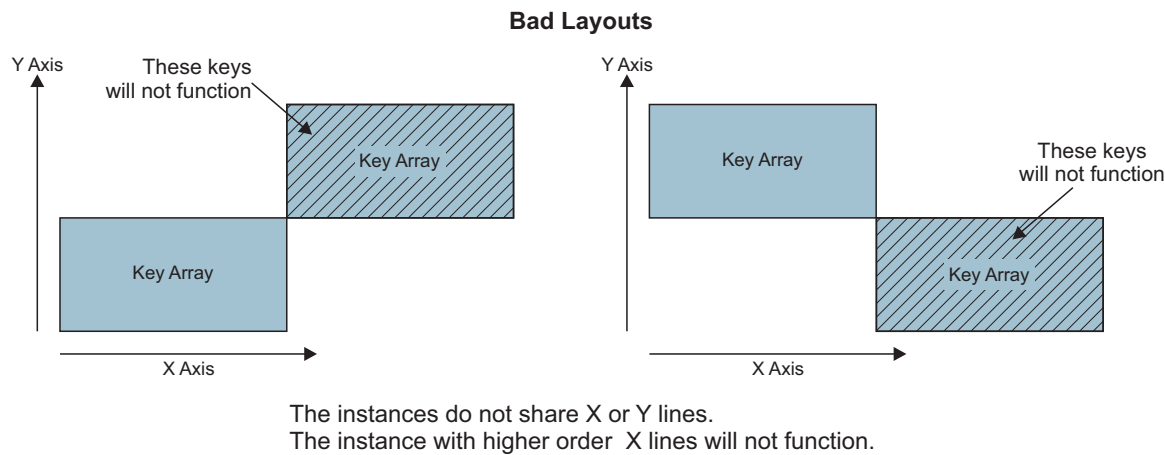 Bad Layouts
Y Axis
These keys
will not function
Key Array
Key Array
X Axis
Y Axis
Key Array
These keys
will not function
Key Array
X Axis
The instances do not share X or Y lines.
The instance with higher order X lines will not function.